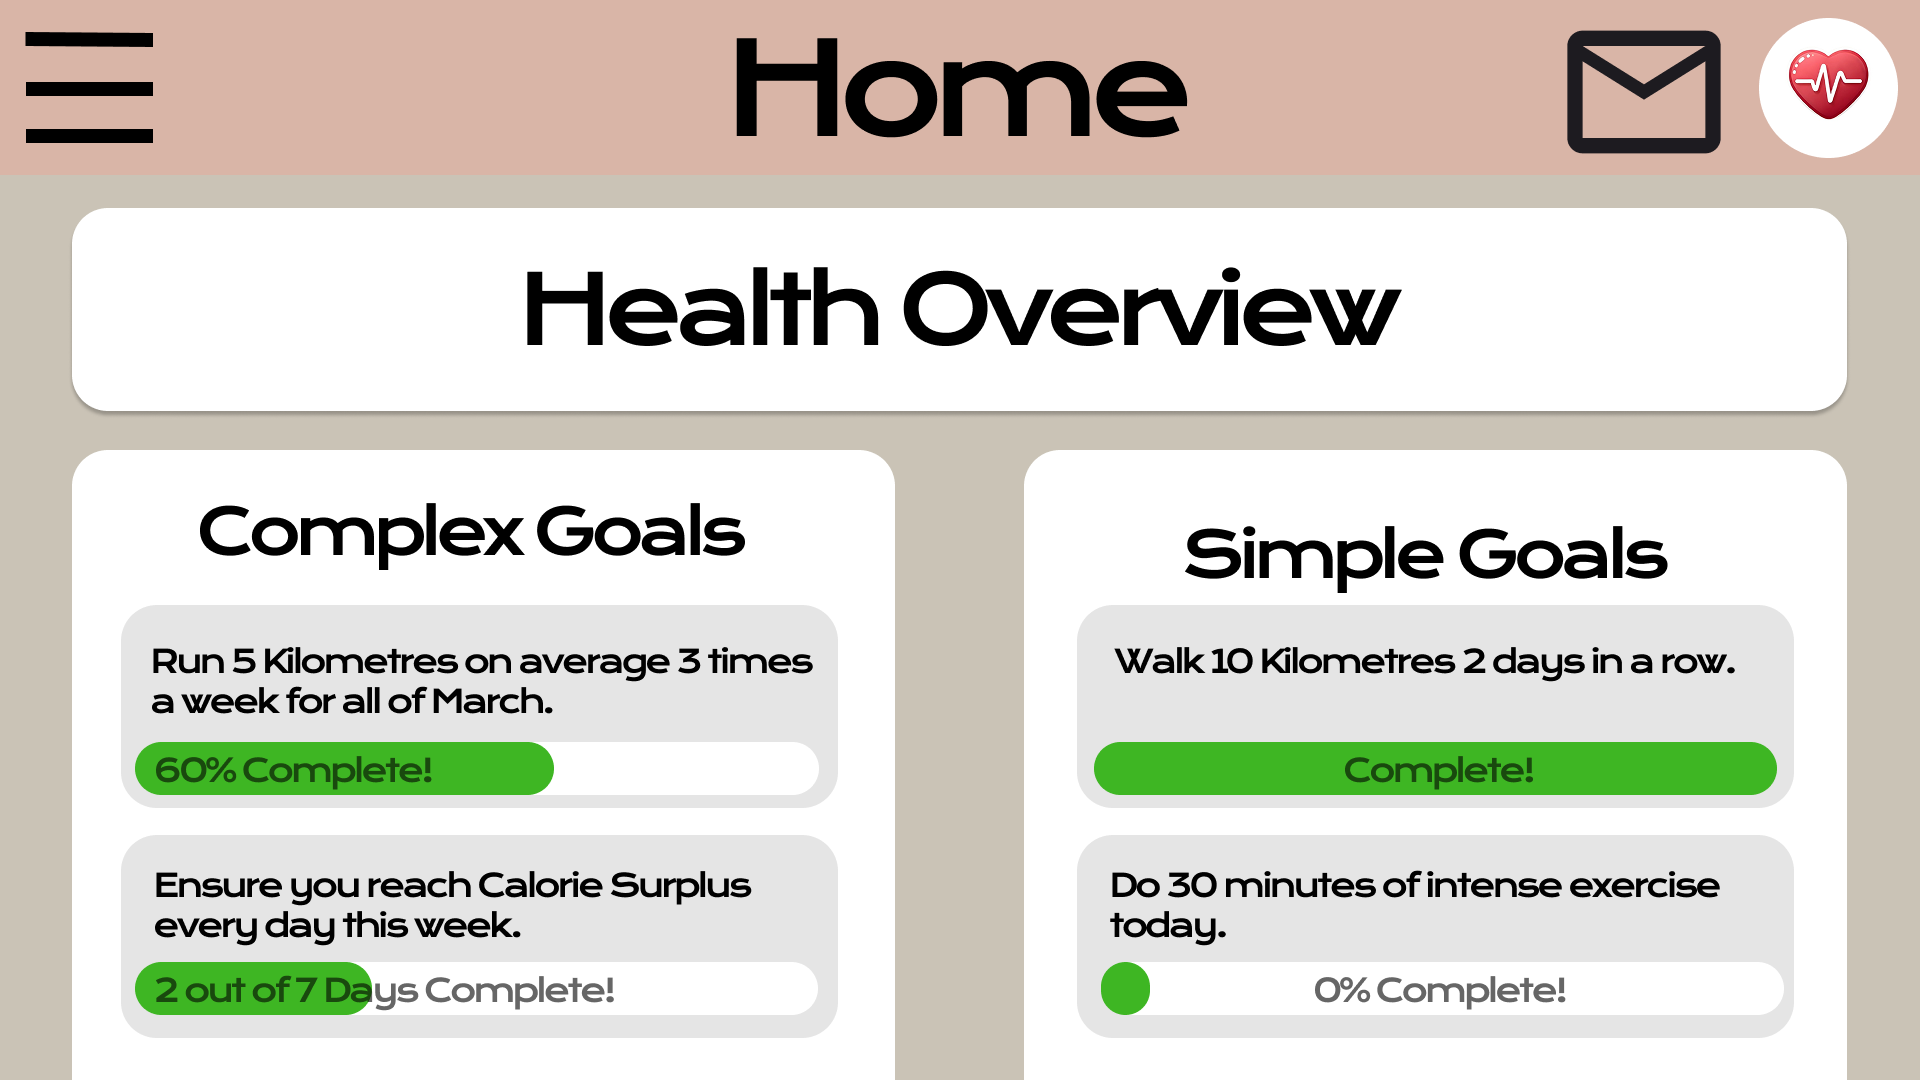 Home
Health Overview
Complex Goals
Run 5 Kilometres on average 3 times
a week for all of March.
60% Complete!
Ensure you reach Calorie Surplus
every day this week.
2 out of 7 Days Complete!
Simple Goals
Walk 10 Kilometres 2 days in a row.
Complete!
Do 30 minutes of intense exercise
today.
0% Complete!